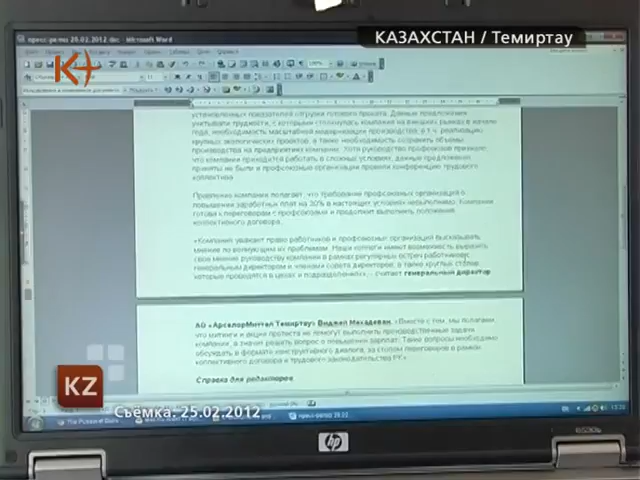 КАЗАХСТАН / Темиртау
K+
установленных показателей отгрузки готового проката. Данные предложения
учитывали трудности, с которыми столкнулась компания на внешних рынках в начале
года, необходимость масштабной модернизации производства, в т.ч. реализацию
крупных экологических проектов, а также необходимость сохранить объемы
производства на предприятиях компании. Хотя руководство профсоюзов признало,
что компании приходится работать в сложных условиях, данные предложения
приняты не были и профсоюзные организации провели конференцию трудового
коллектива.
Правление компании полагает, что требование профсоюзных организаций о
повышении заработных плат на 30% в настоящих условиях невыполнимо. Компания
готова к переговорам с профсоюзами и продолжит выполнять положения
коллективного договора.
«Компания уважает право работников и профсоюзных организаций высказывать
мнение по волнующим их проблемам. Наши коллеги имеют возможность выразить
свое мнение руководству компании в рамках регулярных встреч работников с
генеральным директором и членами совета директоров, а также круглых столов,
которые проводятся в цехах и подразделениях», - считает генеральный директор
АО «АрселорМиттал Темиртау» Виджай Махадеван. «Вместе с тем, мы полагаем,
что митинги и акции протеста не помогут выполнить производственные задачи
компании, а значит решить вопрос о повышении зарплат. Такие вопросы необходимо
обсуждать в формате конструктивного диалога, за столом переговоров в рамках
коллективного договора и трудового законодательства РК».
Справка для редакторов
KZ
Съёмка: 25.02.2012
hp